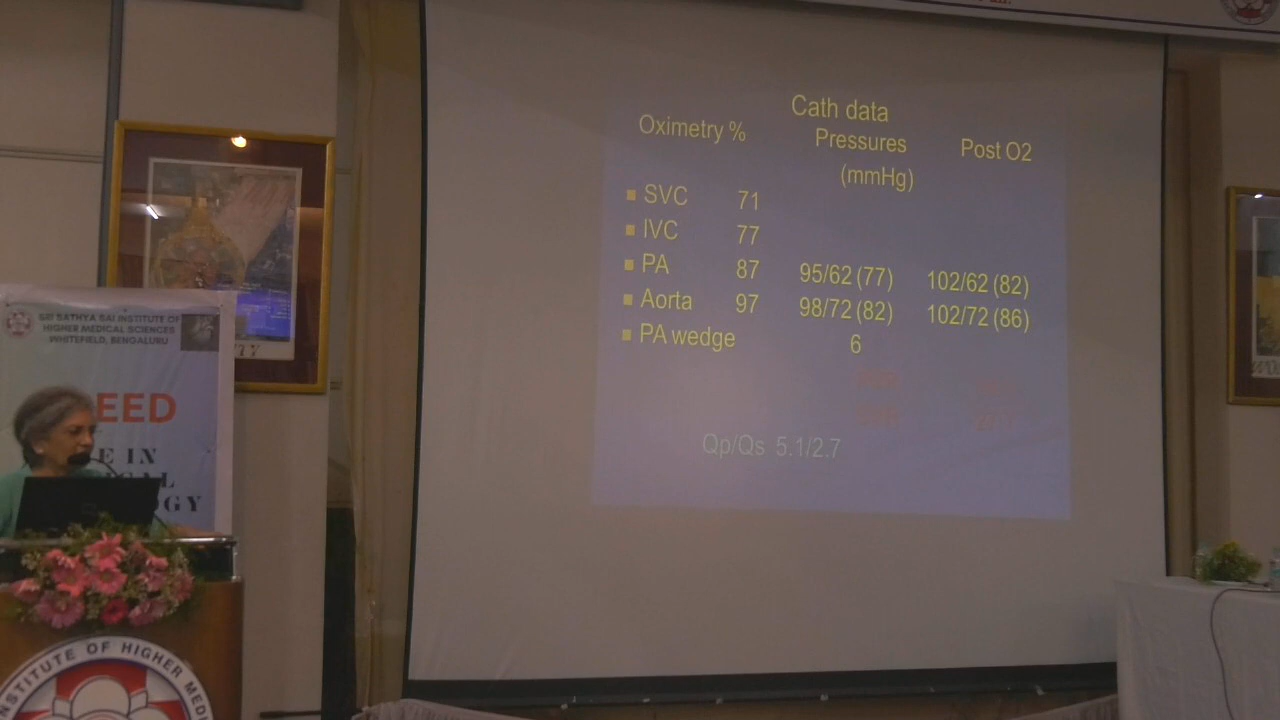 Cath data
Oximetry % Pressures Post O2
(mmHg)
SVC 71
IVC 77
PA 87 95/62 (77) 102/62 (82)
Aorta 97 98/72 (82) 102/72 (86)
PA wedge 6
Qp/Qs 5.1/2.7
SRI SATHYA SAI INSTITUTE OF
HIGHER MEDICAL SCIENCES
WHITEFIELD, BENGALURU
EED
E IN
INSTITUTE OF HIGHER MEDI